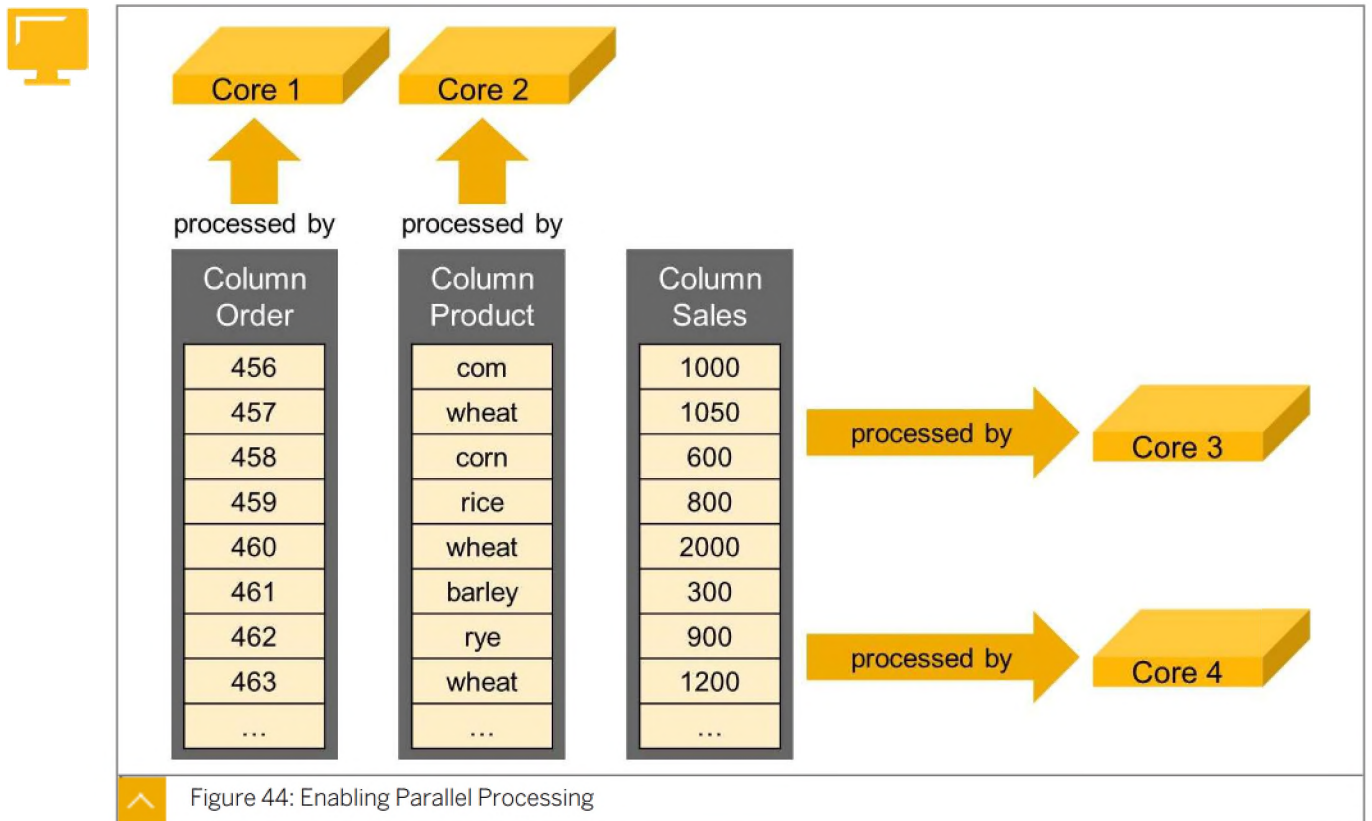 Core 1
Core 2
processed by
processed by
Column
Order
456
457
458
459
460
461
462
463
...
Column
Product
com
wheat
corn
rice
wheat
barley
rye
wheat
...
Column
Sales
1000
1050
600
800
2000
300
900
1200
...
processed by
Core 3
processed by
Core 4
Figure 44: Enabling Parallel Processing